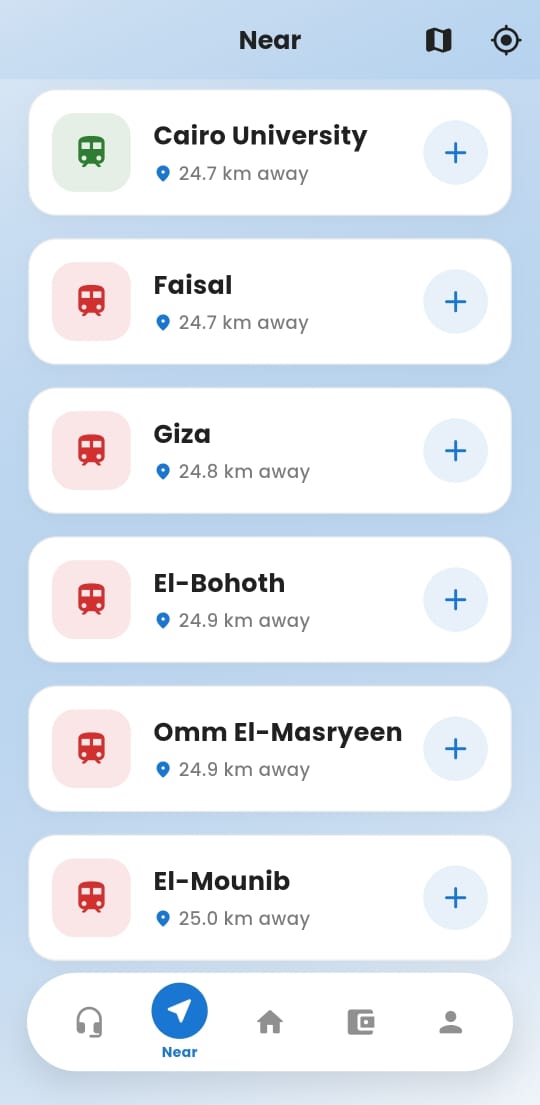 Near
Cairo University
24.7 km away
Faisal
24.7 km away
Giza
24.8 km away
El-Bohoth
24.9 km away
Omm El-Masryeen
24.9 km away
El-Mounib
25.0 km away
Near